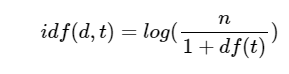 idf(d, t) = log(n / (1 + df(t)))